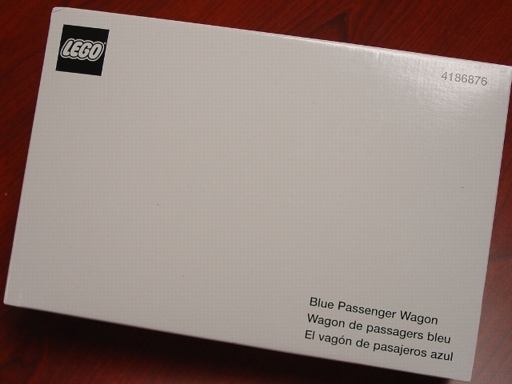 LEGO
4186876
Blue Passenger Wagon
Wagon de passagers bleu
El vagón de pasajeros azul